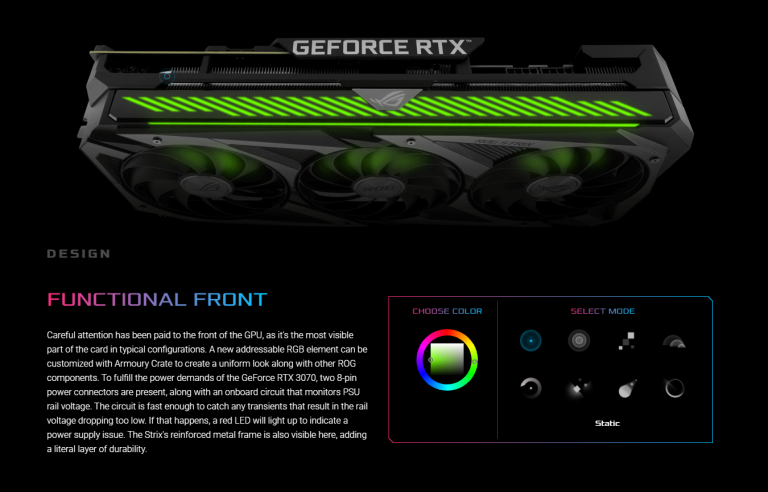 GEFORCE RTX™
ROG STRIX
DESIGN
FUNCTIONAL FRONT
Careful attention has been paid to the front of the GPU, as it's the most visible
part of the card in typical configurations. A new addressable RGB element can be
customized with Armoury Crate to create a uniform look along with other ROG
components. To fulfill the power demands of the GeForce RTX 3070, two 8-pin
power connectors are present, along with an onboard circuit that monitors PSU
rail voltage. The circuit is fast enough to catch any transients that result in the rail
voltage dropping too low. If that happens, a red LED will light up to indicate a
power supply issue. The Strix's reinforced metal frame is also visible here, adding
a literal layer of durability.
CHOOSE COLOR
SELECT MODE
Static